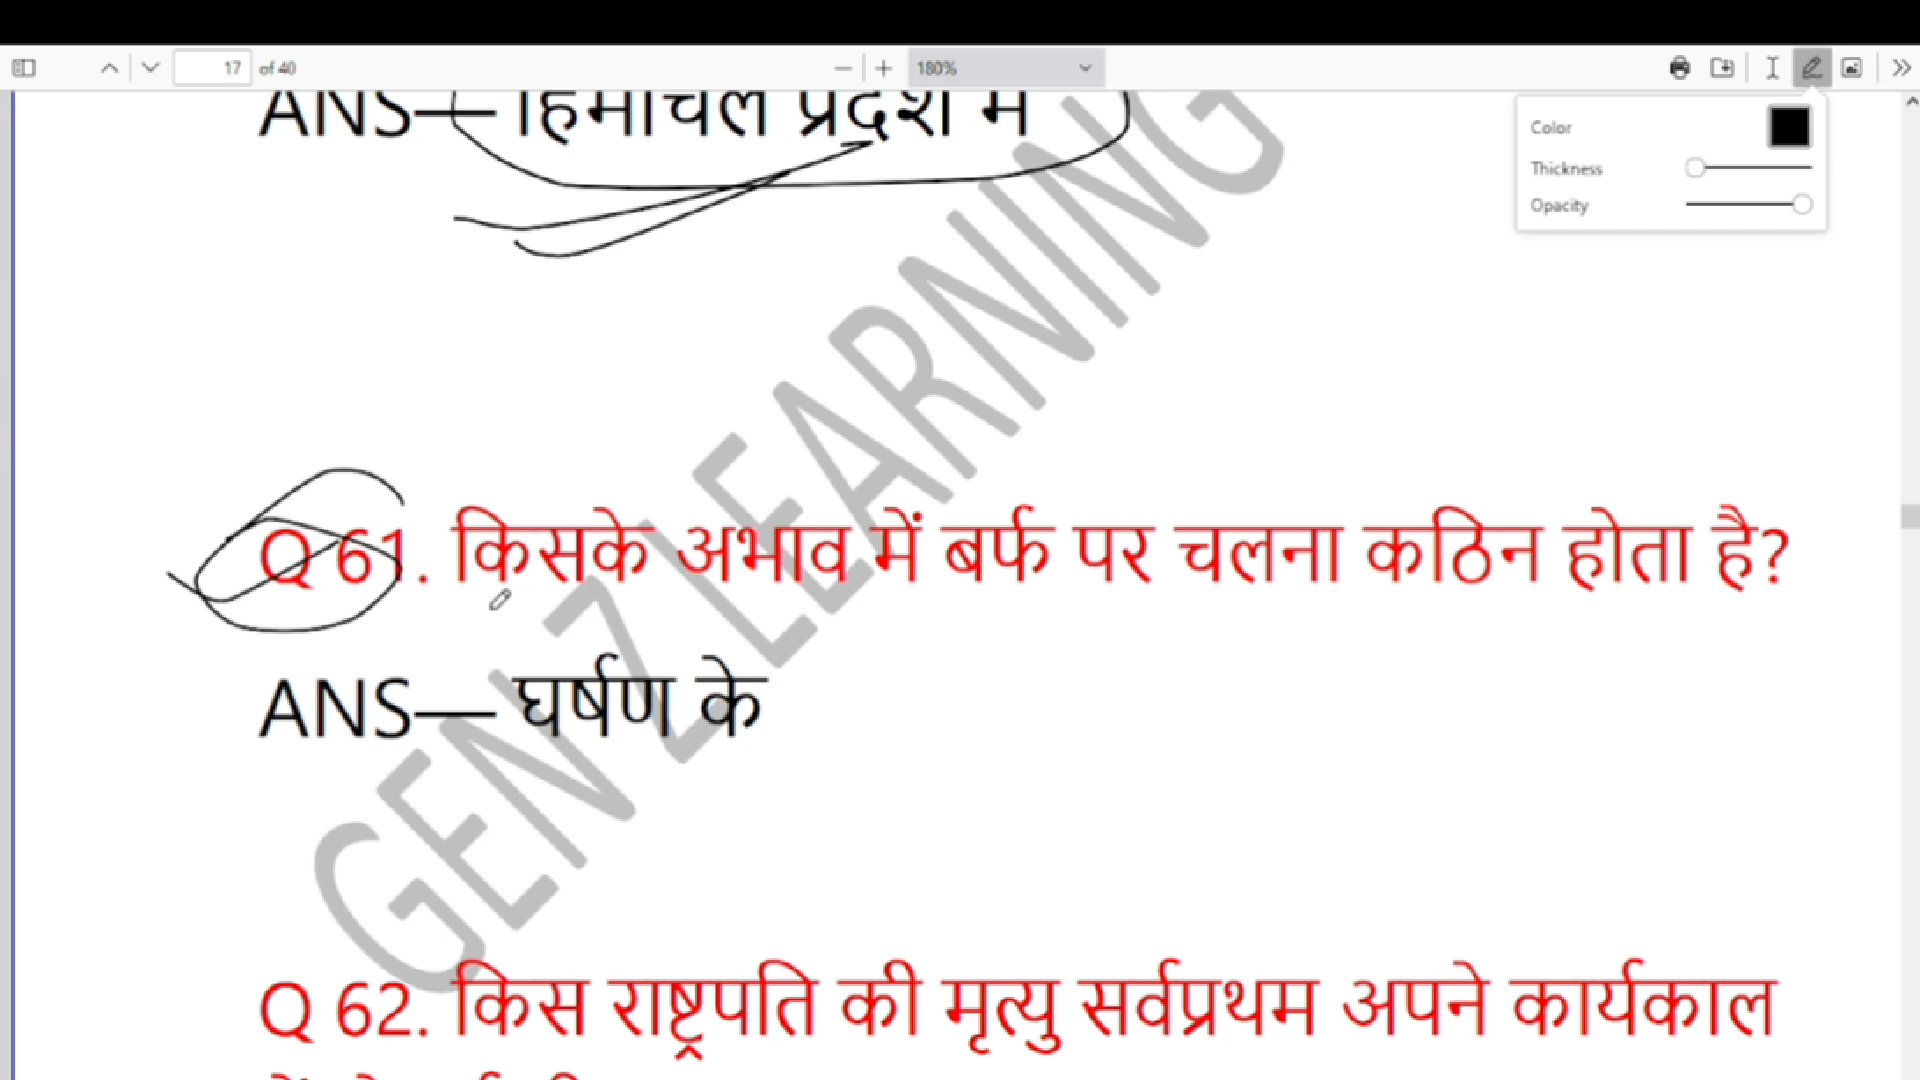 17 of 40
180%
Color
Thickness
Opacity
ANS— हिमाचल प्रदेश में
Q 61. किसके अभाव में बर्फ पर चलना कठिन होता है?
ANS— घर्षण के
Q 62. किस राष्ट्रपति की मृत्यु सर्वप्रथम अपने कार्यकाल
GEN Z LEARNING